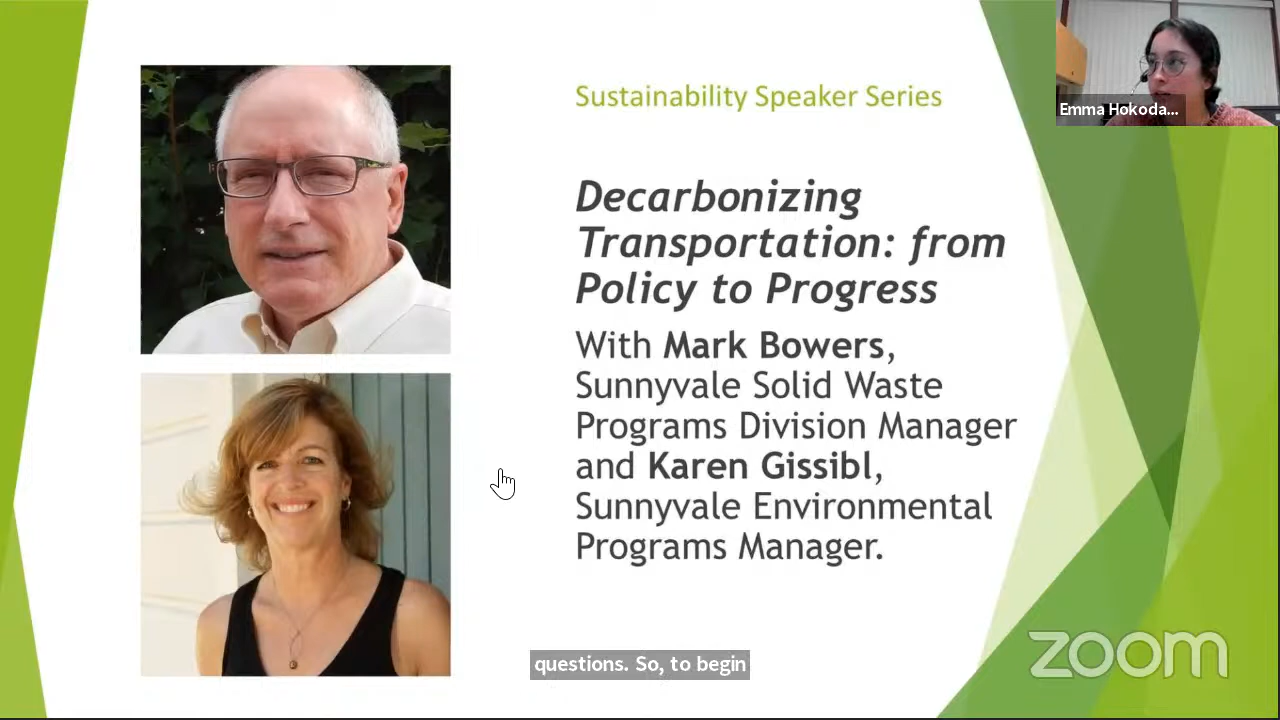 Sustainability Speaker Series
Emma Hokoda...
Decarbonizing
Transportation: from
Policy to Progress
With Mark Bowers,
Sunnyvale Solid Waste
Programs Division Manager
and Karen Gissibl,
Sunnyvale Environmental
Programs Manager.
questions. So, to begin
zoom